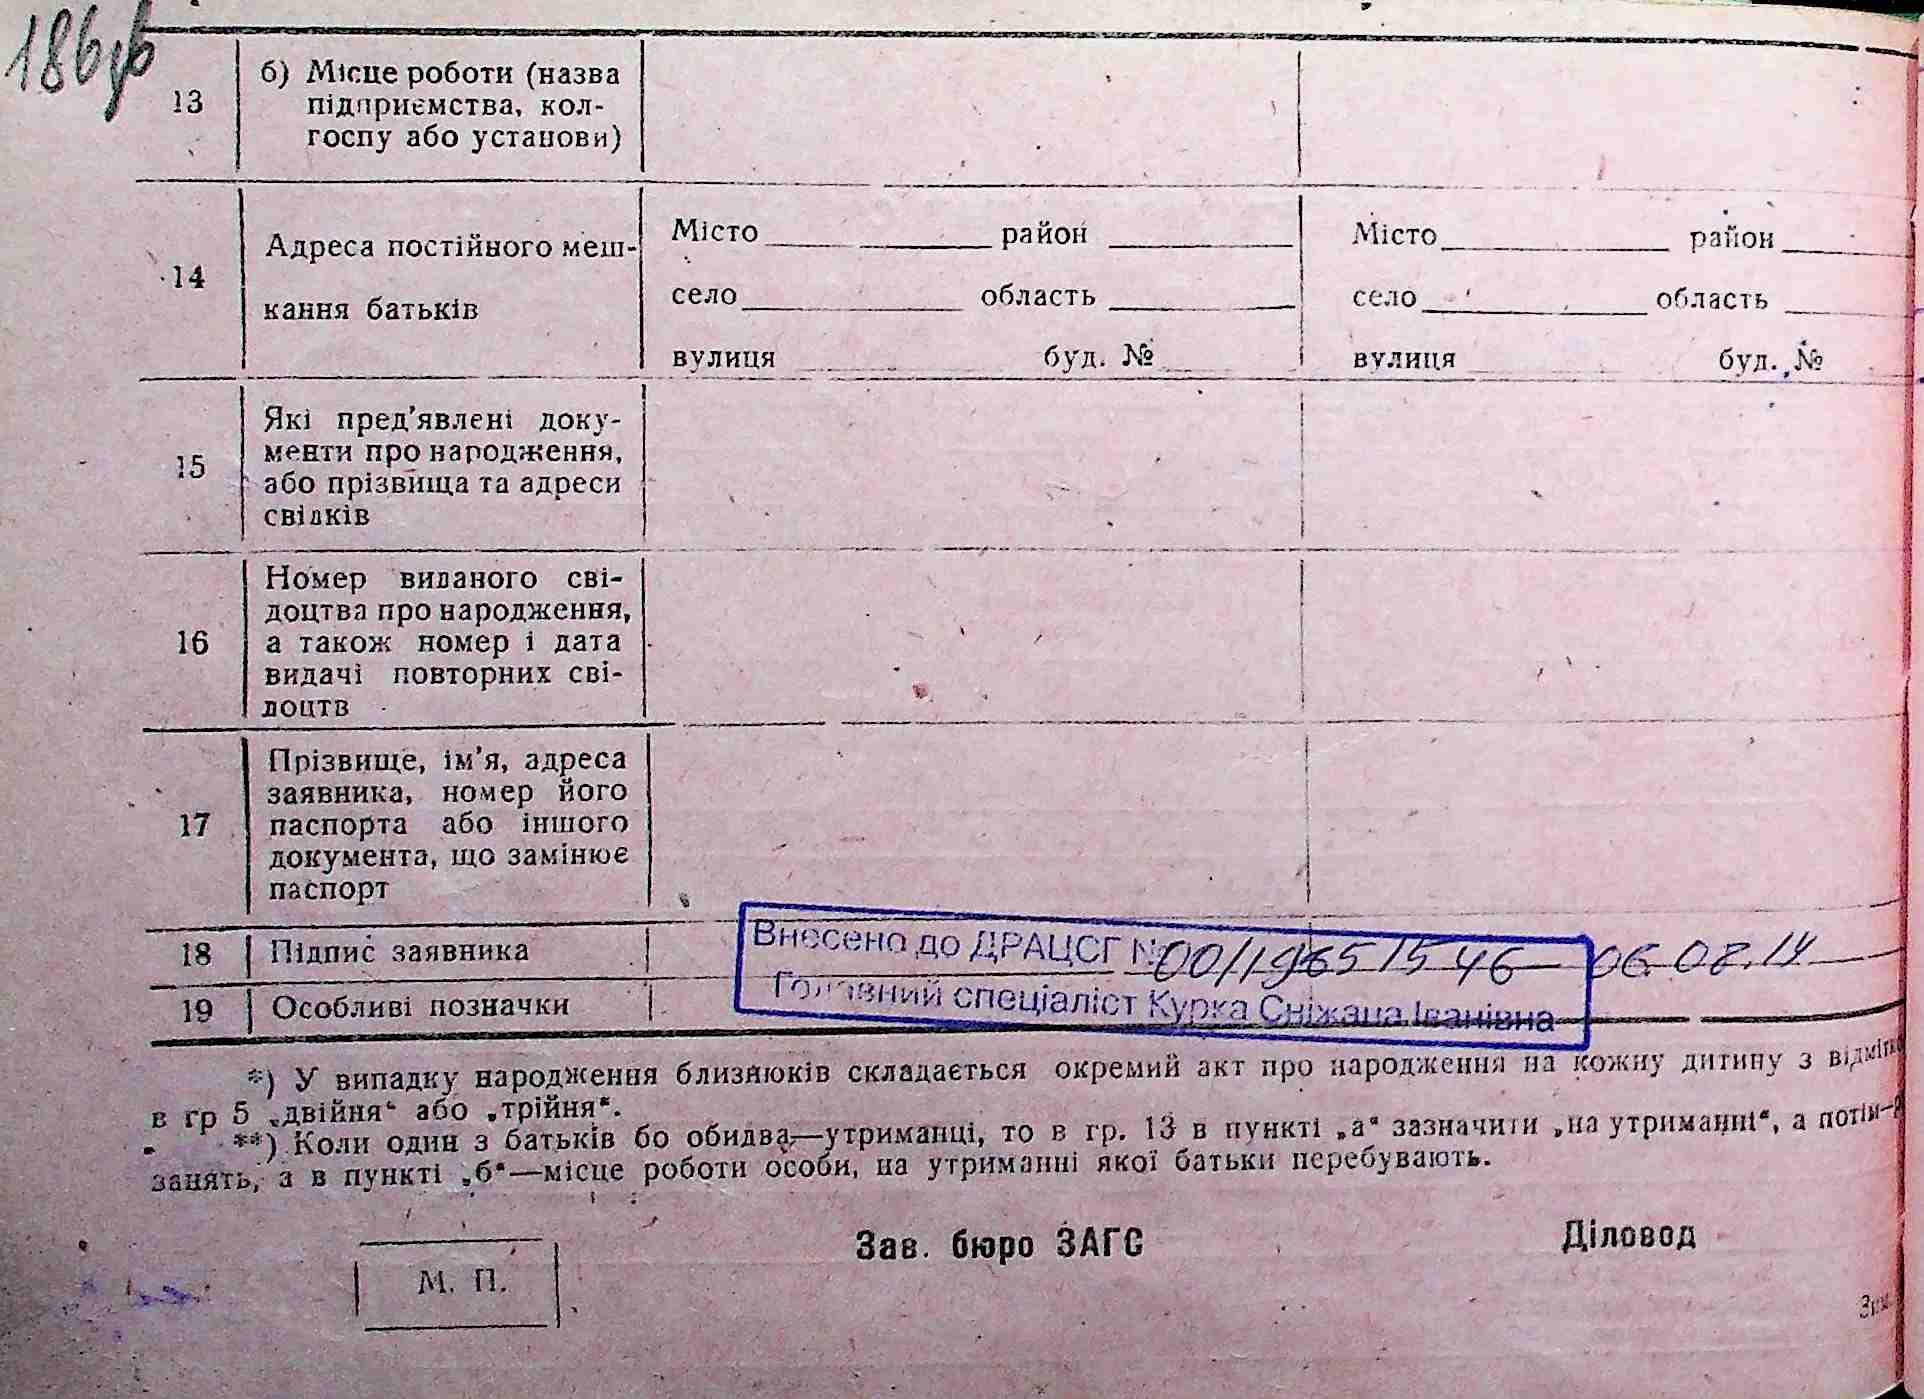 186зв
13 б) Місце роботи (назва
підприємства, кол-
госпу або установи)
14 Адреса постійного меш-
кання батьків
Місто район
село область
вулиця буд. №
Місто район
село область
вулиця буд. №
15 Які пред’явлені доку-
менти про народження,
або прізвища та адреси
свідків
16 Номер виданого сві-
доцтва про народження,
а також номер і дата
видачі повторних сві-
доцтв
17 Прізвище, ім’я, адреса
заявника, номер його
паспорта або іншого
документа, що замінює
паспорт
18 Підпис заявника
19 Особливі позначки
Внесено до ДРАЦСГ № 00119651546 06.08.14
Головний спеціаліст Курка Сніжана Іванівна
*) У випадку народження близнюків складається окремий акт про народження на кожну дитину з відмітко
в гр 5 „двійня“ або „трійня“.
**) Коли один з батьків бо обидва,—утриманці, то в гр. 13 в пункті „а“ зазначити „на утриманні“, а потім—р
занять, а в пункті „б“—місце роботи особи, на утриманні якої батьки перебувають.
Зав. бюро ЗАГС Діловод
М. П.